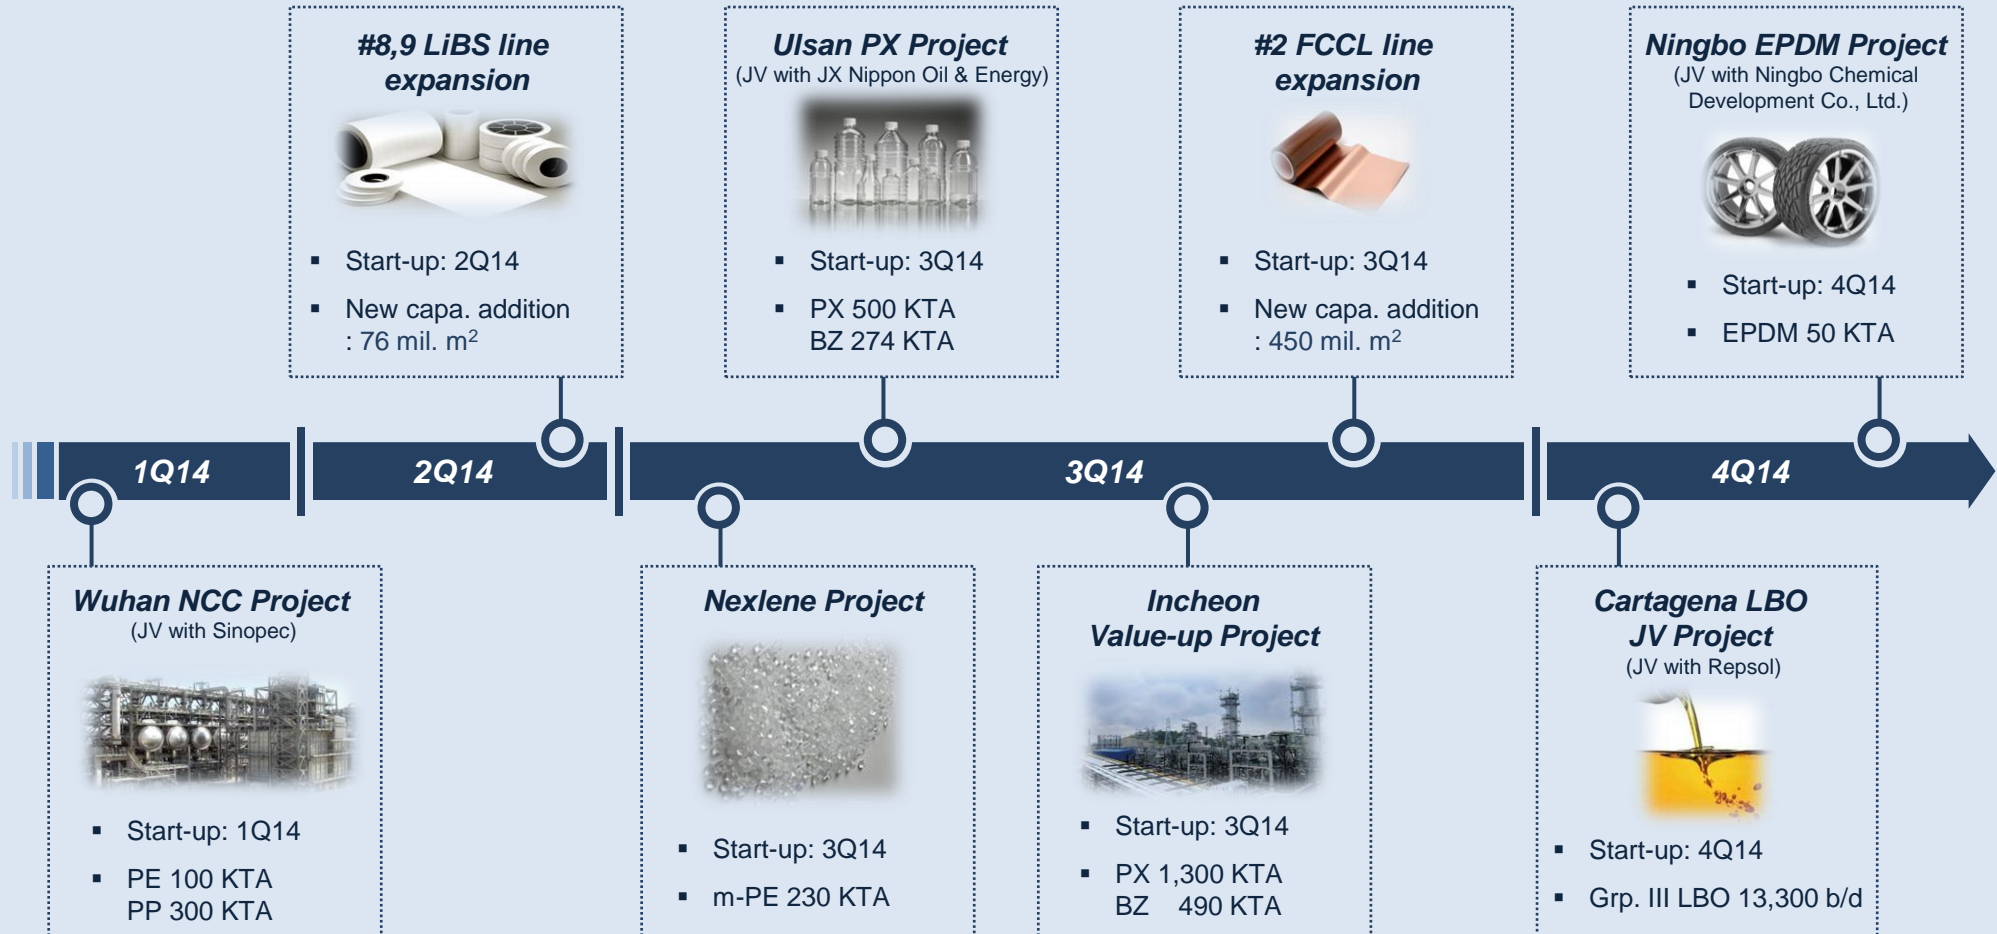 #8,9 LiBS line
expansion
▪ Start-up: 2Q14
▪ New capa. addition
: 76 mil. m²
Ulsan PX Project
(JV with JX Nippon Oil & Energy)
▪ Start-up: 3Q14
▪ PX 500 KTA
BZ 274 KTA
#2 FCCL line
expansion
▪ Start-up: 3Q14
▪ New capa. addition
: 450 mil. m²
Ningbo EPDM Project
(JV with Ningbo Chemical
Development Co., Ltd.)
▪ Start-up: 4Q14
▪ EPDM 50 KTA
1Q14
2Q14
3Q14
4Q14
Wuhan NCC Project
(JV with Sinopec)
▪ Start-up: 1Q14
▪ PE 100 KTA
PP 300 KTA
Nexlene Project
▪ Start-up: 3Q14
▪ m-PE 230 KTA
Incheon
Value-up Project
▪ Start-up: 3Q14
▪ PX 1,300 KTA
BZ 490 KTA
Cartagena LBO
JV Project
(JV with Repsol)
▪ Start-up: 4Q14
▪ Grp. III LBO 13,300 b/d